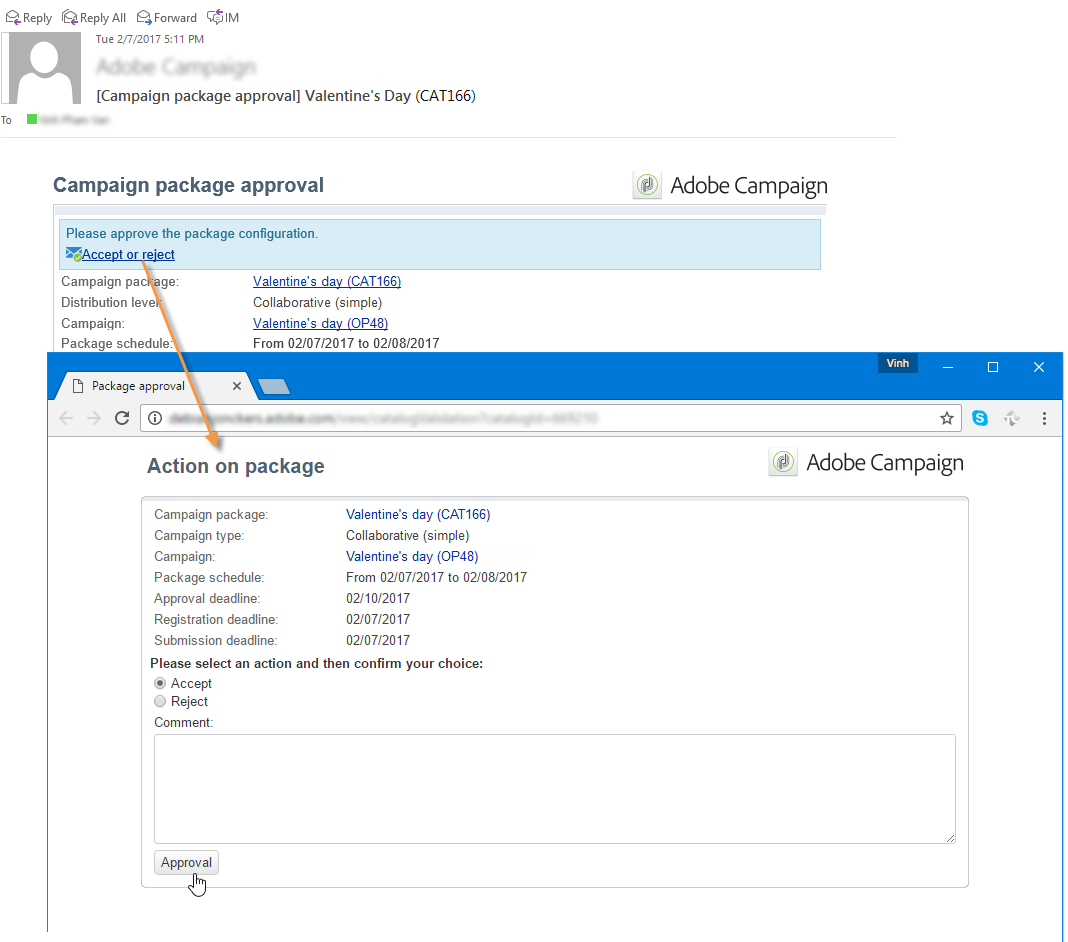 Reply Reply All Forward IM
Tue 2/7/2017 5:11 PM
Adobe Campaign
[Campaign package approval] Valentine's Day (CAT166)
To
Campaign package approval
Adobe Campaign
Please approve the package configuration.
Accept or reject
Campaign package: Valentine's day (CAT166)
Distribution level: Collaborative (simple)
Campaign: Valentine's day (OP48)
Package schedule: From 02/07/2017 to 02/08/2017
Vinh
Package approval
Action on package
Adobe Campaign
Campaign package: Valentine's day (CAT166)
Campaign type: Collaborative (simple)
Campaign: Valentine's day (OP48)
Package schedule: From 02/07/2017 to 02/08/2017
Approval deadline: 02/10/2017
Registration deadline: 02/07/2017
Submission deadline: 02/07/2017
Please select an action and then confirm your choice:
Accept
Reject
Comment:
Approval